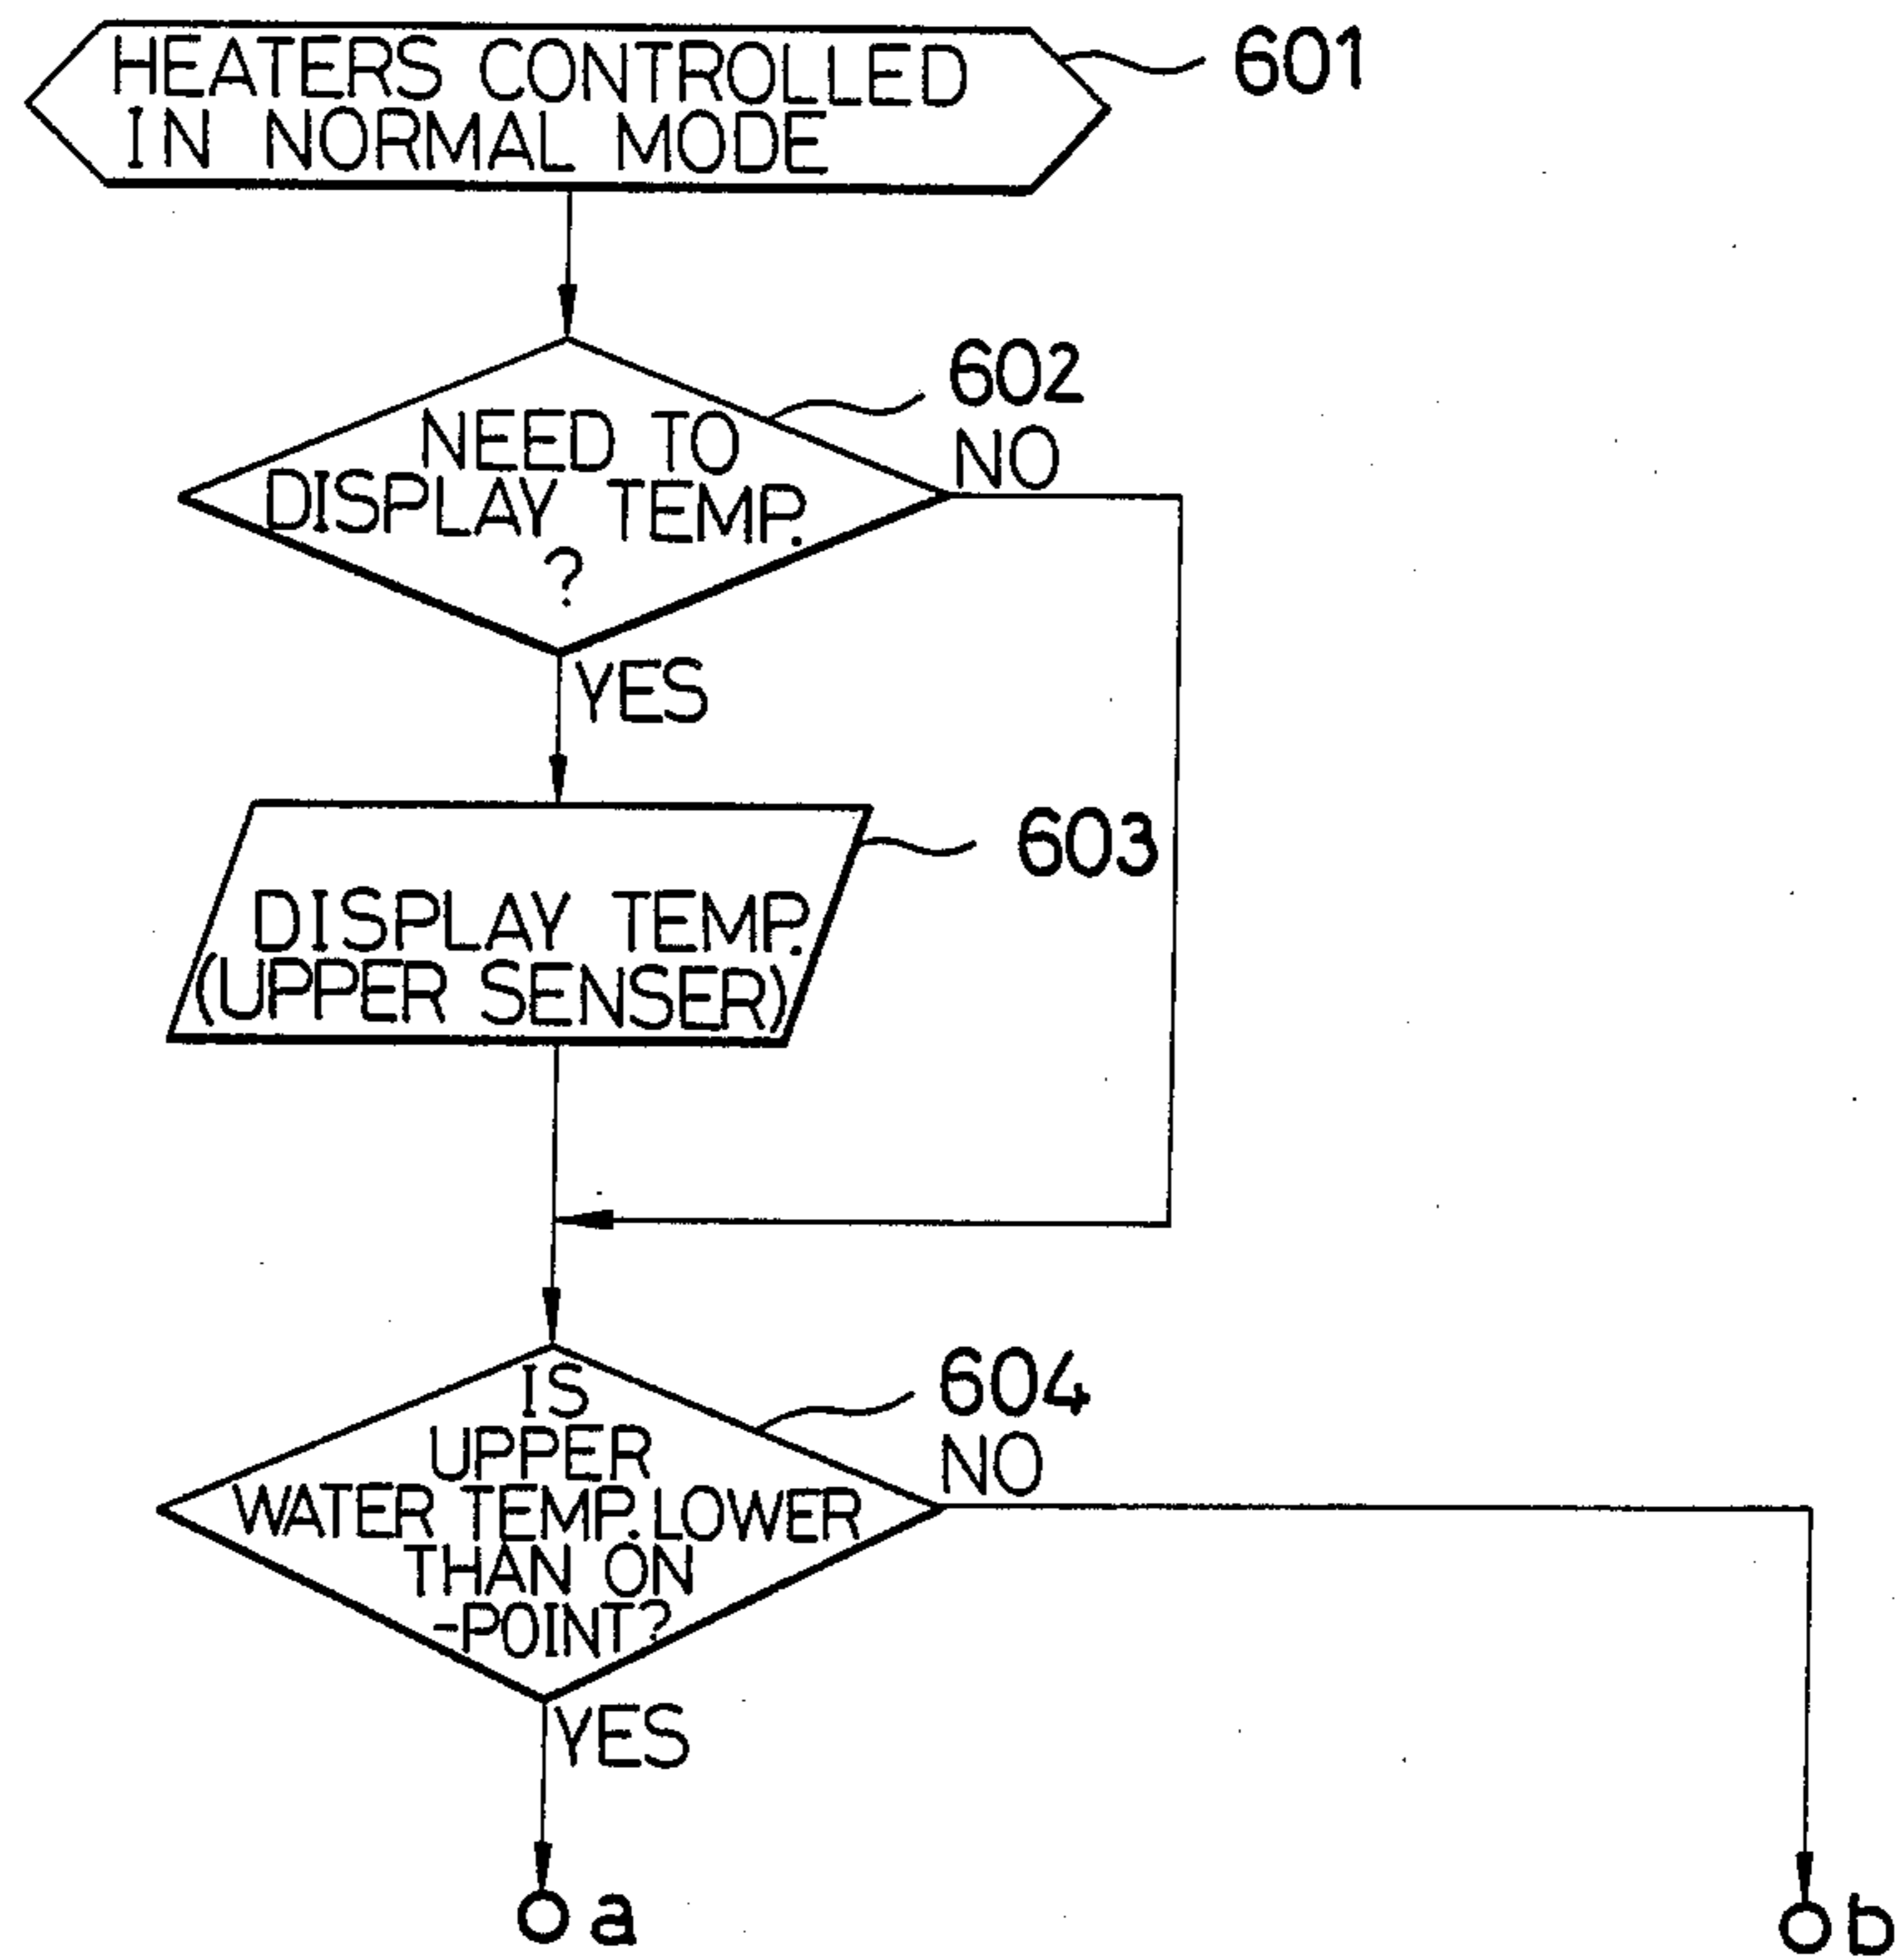 HEATERS CONTROLLED
IN NORMAL MODE
601
602
NEED TO
DISPLAY TEMP.
?
NO
YES
603
DISPLAY TEMP.
(UPPER SENSER)
604
IS
UPPER
WATER TEMP. LOWER
THAN ON
-POINT?
NO
YES
a
b